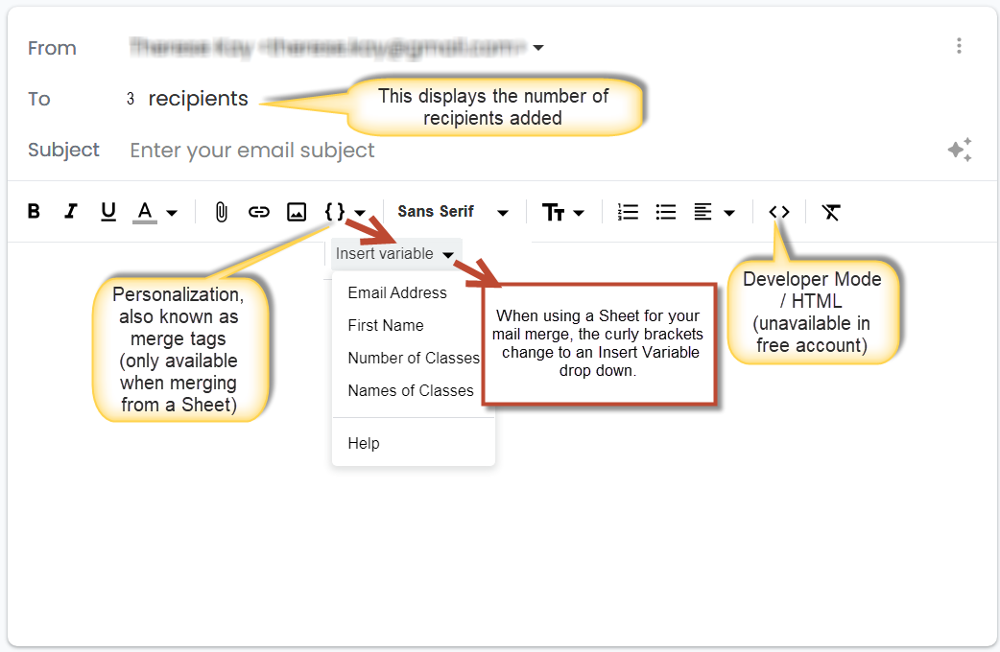 From
To
3 recipients
This displays the number of
recipients added
Subject
Enter your email subject
B I U A {} Sans Serif Tt <>
Insert variable
Email Address
First Name
Number of Classes
Names of Classes
Help
Personalization,
also known as
merge tags
(only available
when merging
from a Sheet)
When using a Sheet for your
mail merge, the curly brackets
change to an Insert Variable
drop down.
Developer Mode
/ HTML
(unavailable in
free account)